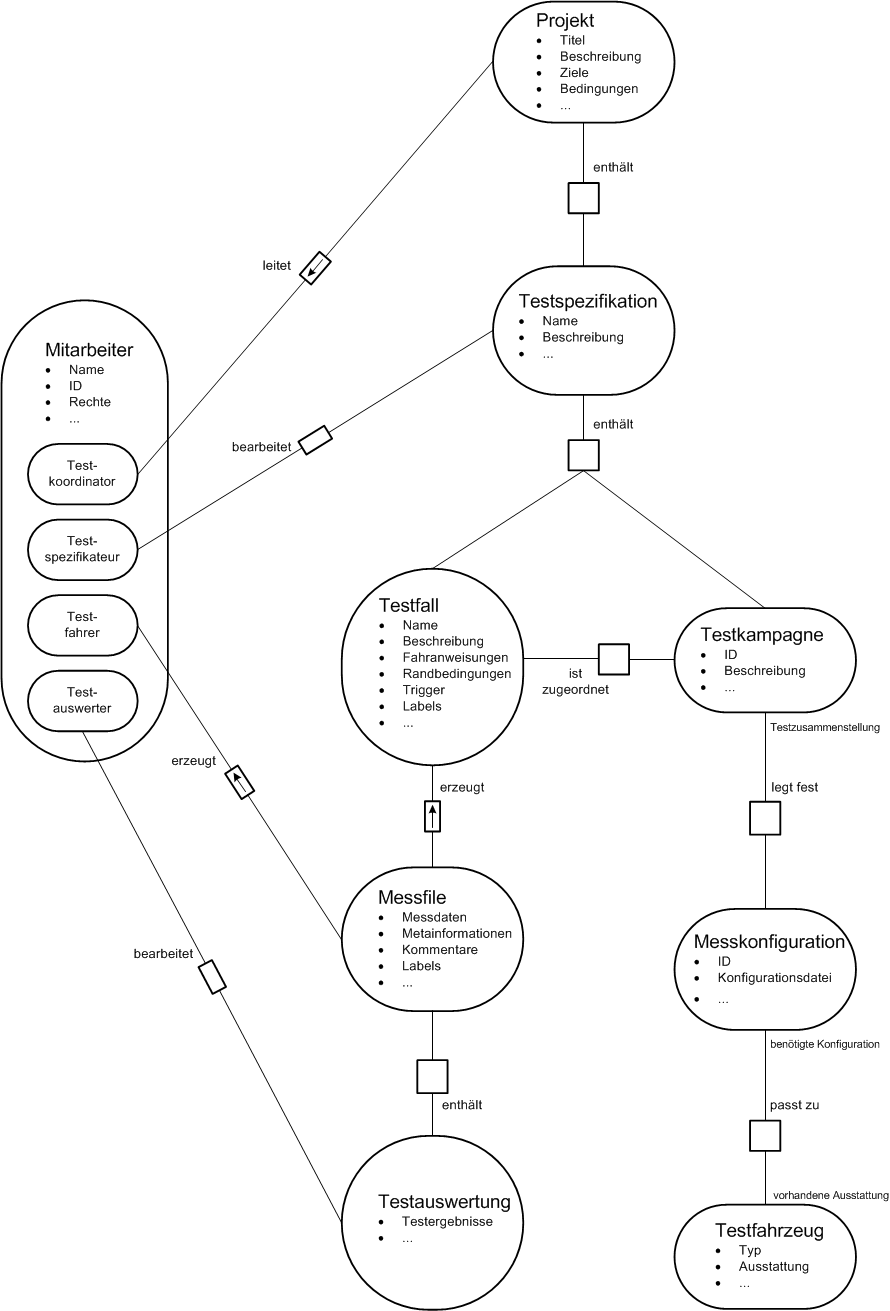 Projekt
• Titel
• Beschreibung
• Ziele
• Bedingungen
• ...
enthält
leitet
Testspezifikation
• Name
• Beschreibung
• ...
Mitarbeiter
• Name
• ID
• Rechte
• ...
Test-
koordinator
Test-
spezifikateur
Test-
fahrer
Test-
auswerter
bearbeitet
enthält
Testfall
• Name
• Beschreibung
• Fahranweisungen
• Randbedingungen
• Trigger
• Labels
• ...
ist
zugeordnet
Testkampagne
• ID
• Beschreibung
• ...
Testzusammenstellung
erzeugt
erzeugt
legt fest
Messfile
• Messdaten
• Metainformationen
• Kommentare
• Labels
• ...
Messkonfiguration
• ID
• Konfigurationsdatei
• ...
bearbeitet
benötigte Konfiguration
enthält
passt zu
vorhandene Ausstattung
Testauswertung
• Testergebnisse
• ...
Testfahrzeug
• Typ
• Ausstattung
• ...